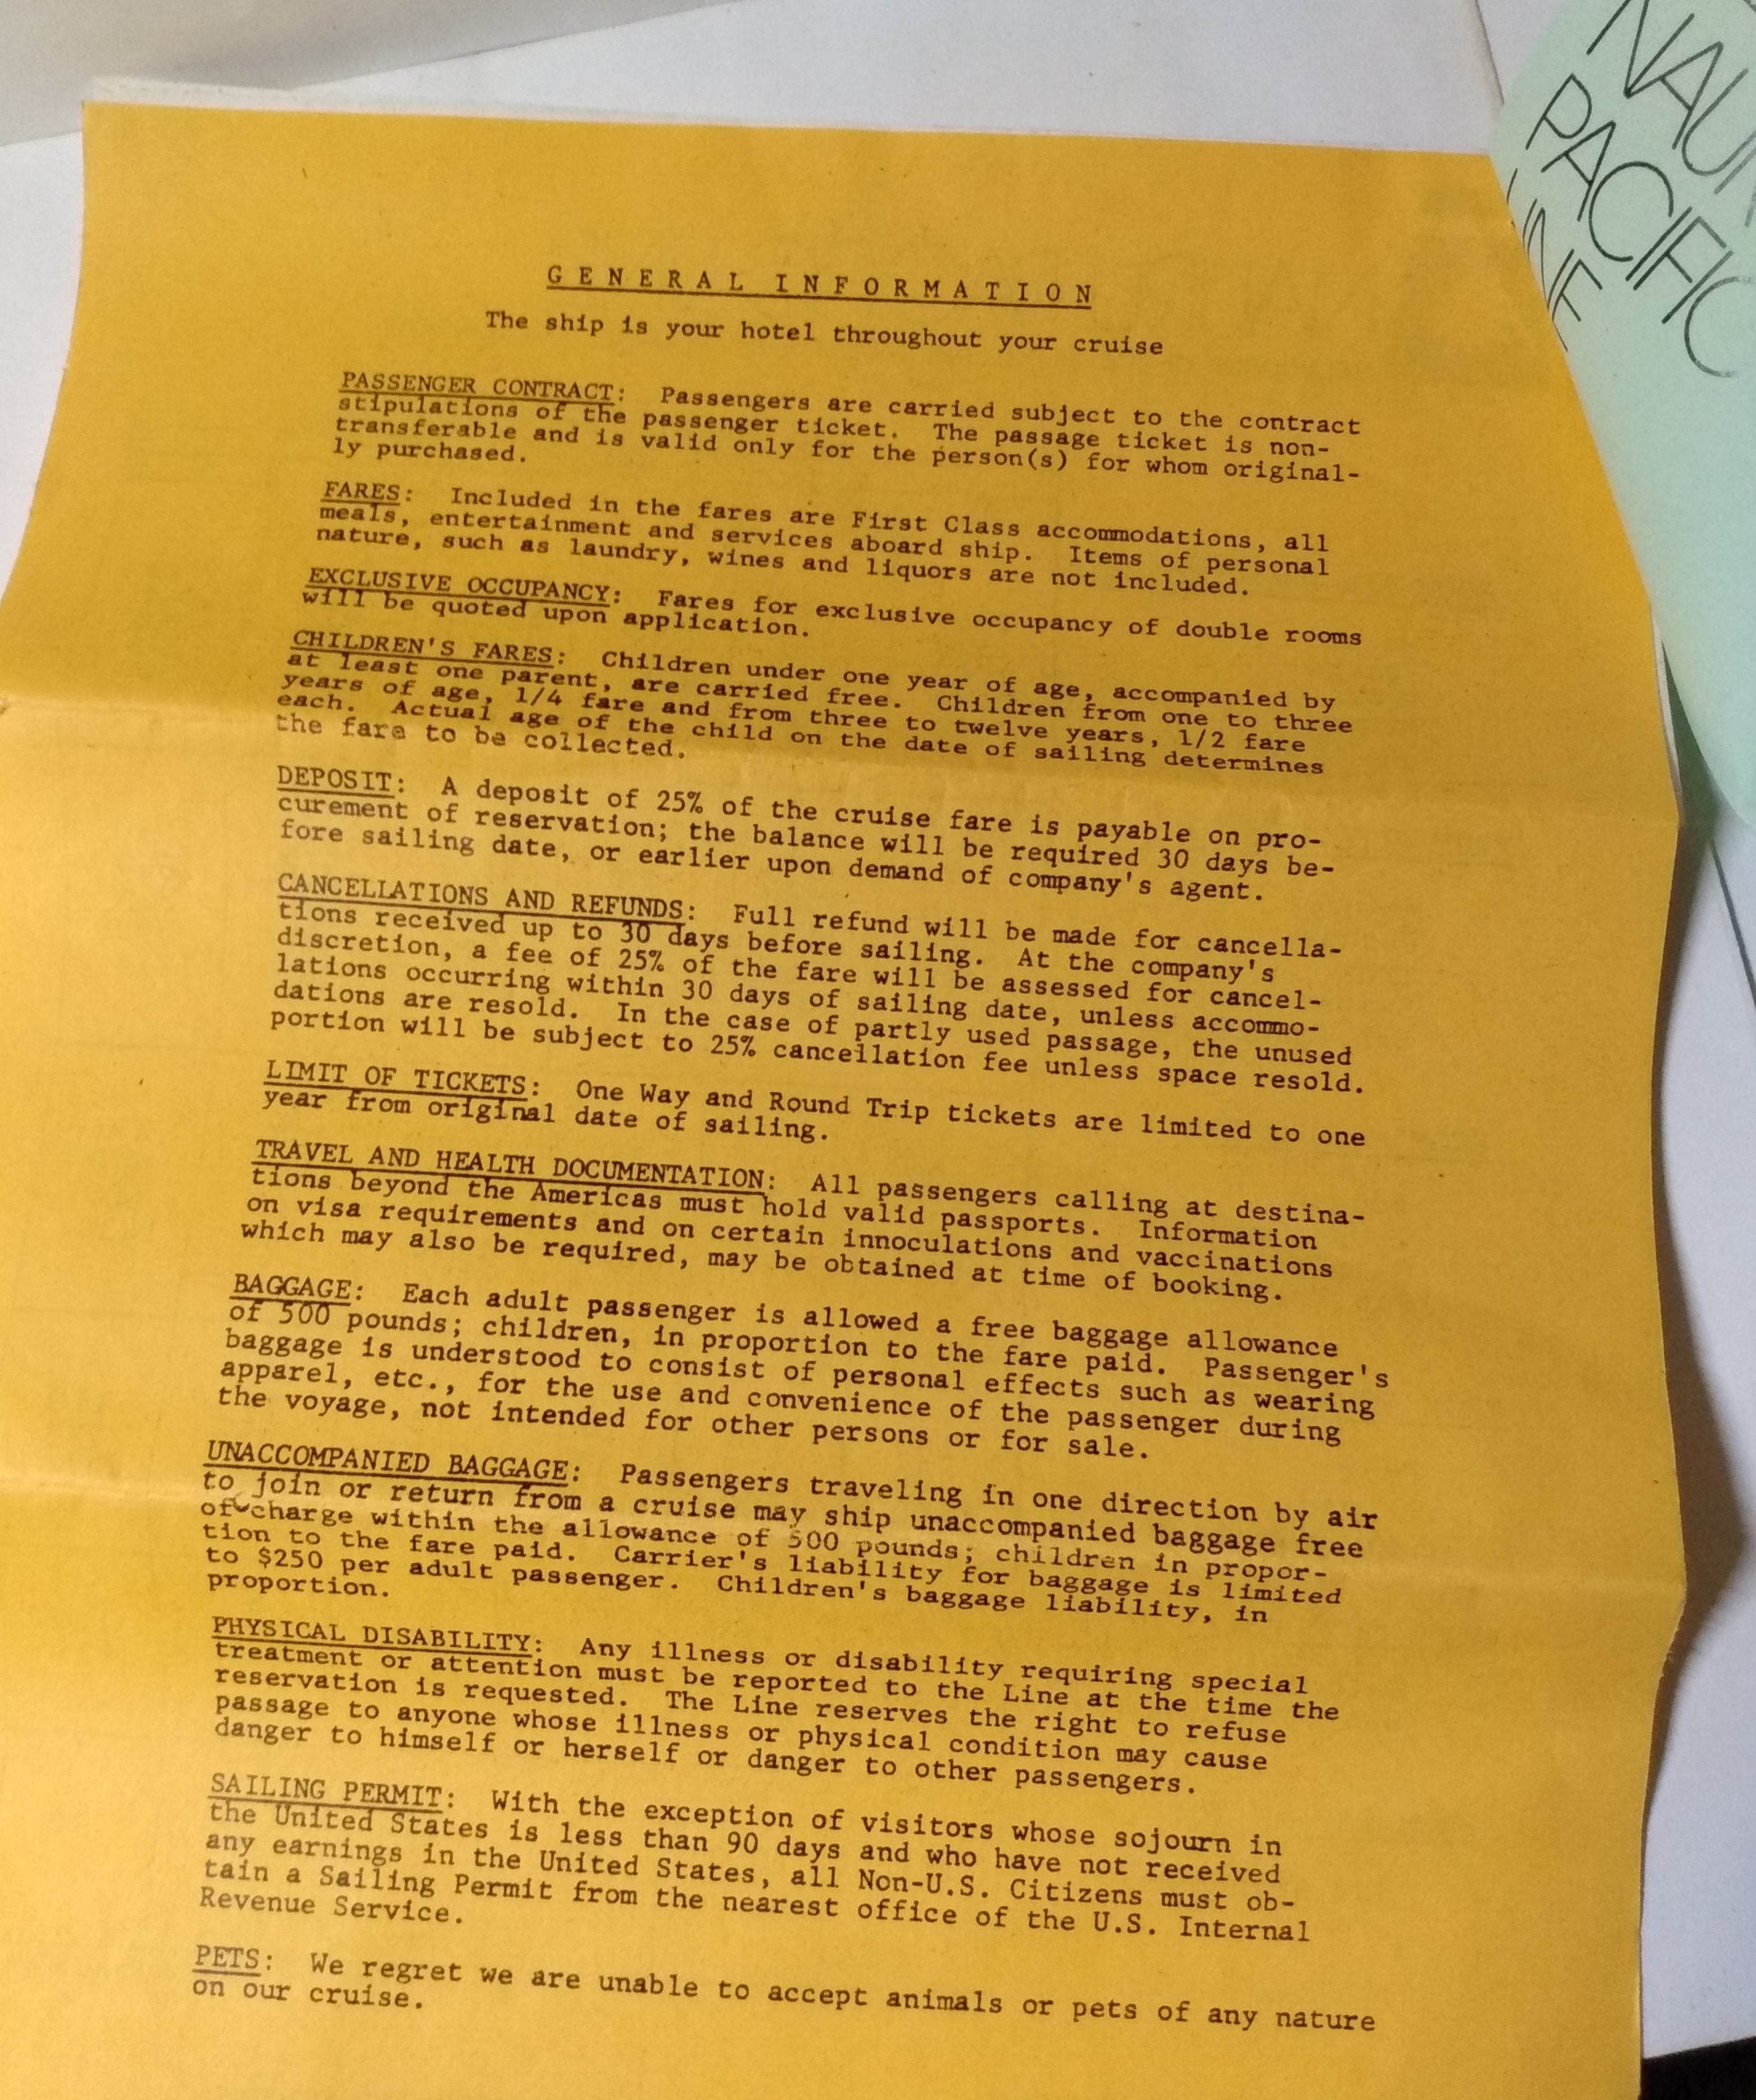 NAU
PACIFIC
LINE
GENERAL INFORMATION
The ship is your hotel throughout your cruise
PASSENGER CONTRACT: Passengers are carried subject to the contract
stipulations of the passenger ticket. The passage ticket is non-
transferable and is valid only for the person(s) for whom original-
ly purchased.
FARES: Included in the fares are First Class accommodations, all
meals, entertainment and services aboard ship. Items of personal
nature, such as laundry, wines and liquors are not included.
EXCLUSIVE OCCUPANCY: Fares for exclusive occupancy of double rooms
will be quoted upon application.
CHILDREN'S FARES: Children under one year of age, accompanied by
at least one parent, are carried free. Children from one to three
years of age, 1/4 fare and from three to twelve years, 1/2 fare
each. Actual age of the child on the date of sailing determines
the fare to be collected.
DEPOSIT: A deposit of 25% of the cruise fare is payable on pro-
curement of reservation; the balance will be required 30 days be-
fore sailing date, or earlier upon demand of company's agent.
CANCELLATIONS AND REFUNDS: Full refund will be made for cancella-
tions received up to 30 days before sailing. At the company's
discretion, a fee of 25% of the fare will be assessed for cancel-
lations occurring within 30 days of sailing date, unless accommo-
dations are resold. In the case of partly used passage, the unused
portion will be subject to 25% cancellation fee unless space resold.
LIMIT OF TICKETS: One Way and Round Trip tickets are limited to one
year from original date of sailing.
TRAVEL AND HEALTH DOCUMENTATION: All passengers calling at destina-
tions beyond the Americas must hold valid passports. Information
on visa requirements and on certain innoculations and vaccinations
which may also be required, may be obtained at time of booking.
BAGGAGE: Each adult passenger is allowed a free baggage allowance
of 500 pounds; children, in proportion to the fare paid. Passenger's
baggage is understood to consist of personal effects such as wearing
apparel, etc., for the use and convenience of the passenger during
the voyage, not intended for other persons or for sale.
UNACCOMPANIED BAGGAGE: Passengers traveling in one direction by air
to join or return from a cruise may ship unaccompanied baggage free
of charge within the allowance of 500 pounds; children in propor-
tion to the fare paid. Carrier's liability for baggage is limited
to $250 per adult passenger. Children's baggage liability, in
proportion.
PHYSICAL DISABILITY: Any illness or disability requiring special
treatment or attention must be reported to the Line at the time the
reservation is requested. The Line reserves the right to refuse
passage to anyone whose illness or physical condition may cause
danger to himself or herself or danger to other passengers.
SAILING PERMIT: With the exception of visitors whose sojourn in
the United States is less than 90 days and who have not received
any earnings in the United States, all Non-U.S. Citizens must ob-
tain a Sailing Permit from the nearest office of the U.S. Internal
Revenue Service.
PETS: We regret we are unable to accept animals or pets of any nature
on our cruise.